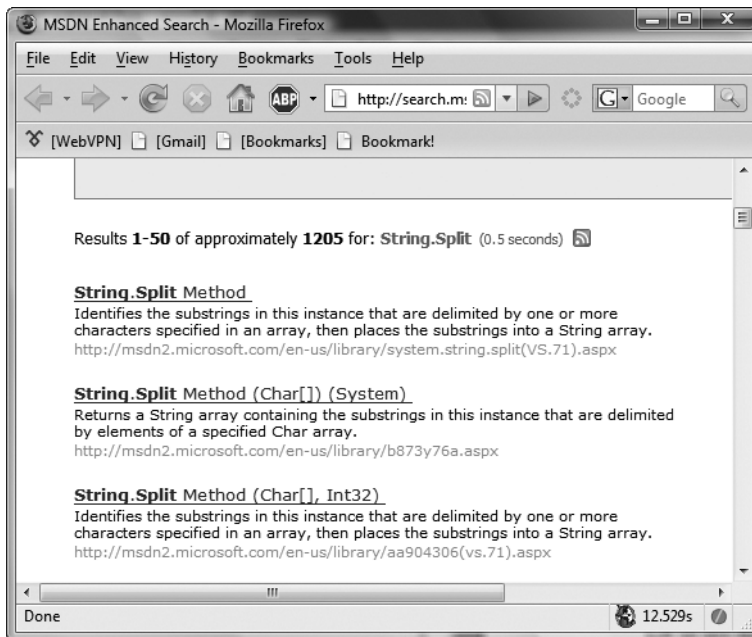 MSDN Enhanced Search - Mozilla Firefox
File Edit View History Bookmarks Tools Help
ABP http://search.m G Google
[WebVPN] [Gmail] [Bookmarks] Bookmark!
Results 1-50 of approximately 1205 for: String.Split (0.5 seconds)
String.Split Method
Identifies the substrings in this instance that are delimited by one or more
characters specified in an array, then places the substrings into a String array.
http://msdn2.microsoft.com/en-us/library/system.string.split(VS.71).aspx
String.Split Method (Char[]) (System)
Returns a String array containing the substrings in this instance that are delimited
by elements of a specified Char array.
http://msdn2.microsoft.com/en-us/library/b873y76a.aspx
String.Split Method (Char[], Int32)
Identifies the substrings in this instance that are delimited by one or more
characters specified in an array, then places the substrings into a String array.
http://msdn2.microsoft.com/en-us/library/aa904306(vs.71).aspx
Done 12.529s